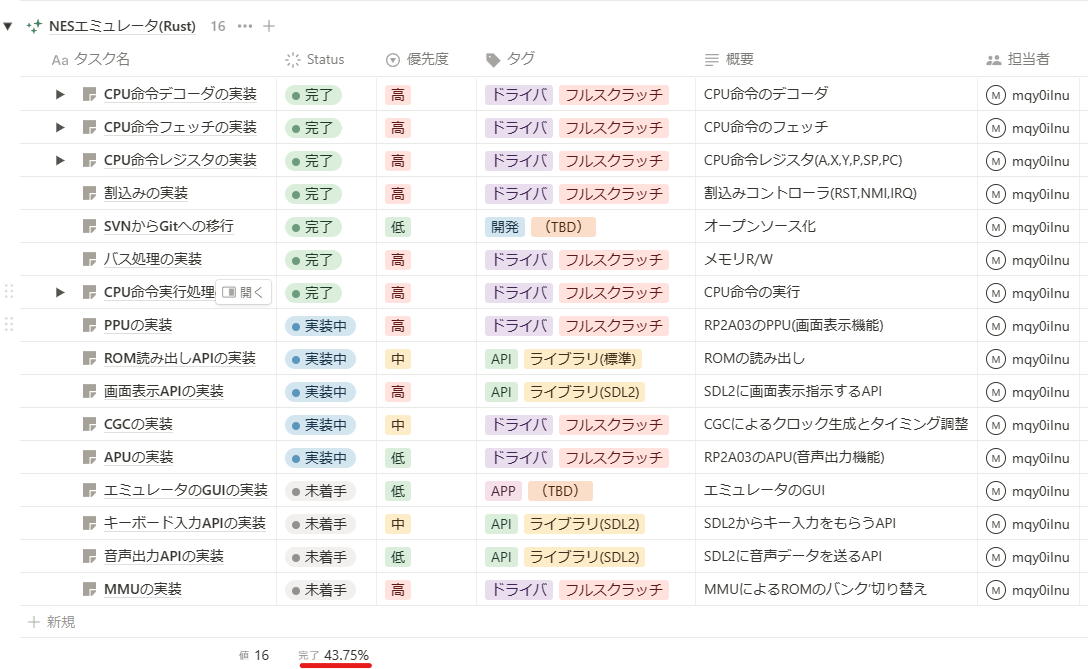 NESエミュレータ(Rust) 16 ··· +
Aa タスク名 Status 優先度 タグ 概要 担当者
CPU命令デコーダの実装 完了 高 ドライバ フルスクラッチ CPU命令のデコーダ M mqy0ilnu
CPU命令フェッチの実装 完了 高 ドライバ フルスクラッチ CPU命令のフェッチ M mqy0ilnu
CPU命令レジスタの実装 完了 高 ドライバ フルスクラッチ CPU命令レジスタ(A,X,Y,P,SP,PC) M mqy0ilnu
割込みの実装 完了 高 ドライバ フルスクラッチ 割込みコントローラ(RST,NMI,IRQ) M mqy0ilnu
SVNからGitへの移行 完了 低 開発 （TBD） オープンソース化 M mqy0ilnu
バス処理の実装 完了 高 ドライバ フルスクラッチ メモリR/W M mqy0ilnu
CPU命令実行処理 開く 完了 高 ドライバ フルスクラッチ CPU命令の実行 M mqy0ilnu
PPUの実装 実装中 高 ドライバ フルスクラッチ RP2A03のPPU(画面表示機能) M mqy0ilnu
ROM読み出しAPIの実装 実装中 中 API ライブラリ(標準) ROMの読み出し M mqy0ilnu
画面表示APIの実装 実装中 高 API ライブラリ(SDL2) SDL2に画面表示指示するAPI M mqy0ilnu
CGCの実装 実装中 中 ドライバ フルスクラッチ CGCによるクロック生成とタイミング調整 M mqy0ilnu
APUの実装 実装中 低 ドライバ フルスクラッチ RP2A03のAPU(音声出力機能) M mqy0ilnu
エミュレータのGUIの実装 未着手 低 APP （TBD） エミュレータのGUI M mqy0ilnu
キーボード入力APIの実装 未着手 中 API ライブラリ(SDL2) SDL2からキー入力をもらうAPI M mqy0ilnu
音声出力APIの実装 未着手 低 API ライブラリ(SDL2) SDL2に音声データを送るAPI M mqy0ilnu
MMUの実装 未着手 高 ドライバ フルスクラッチ MMUによるROMのバンク'切り替え M mqy0ilnu
+ 新規
値 16 完了 43.75%